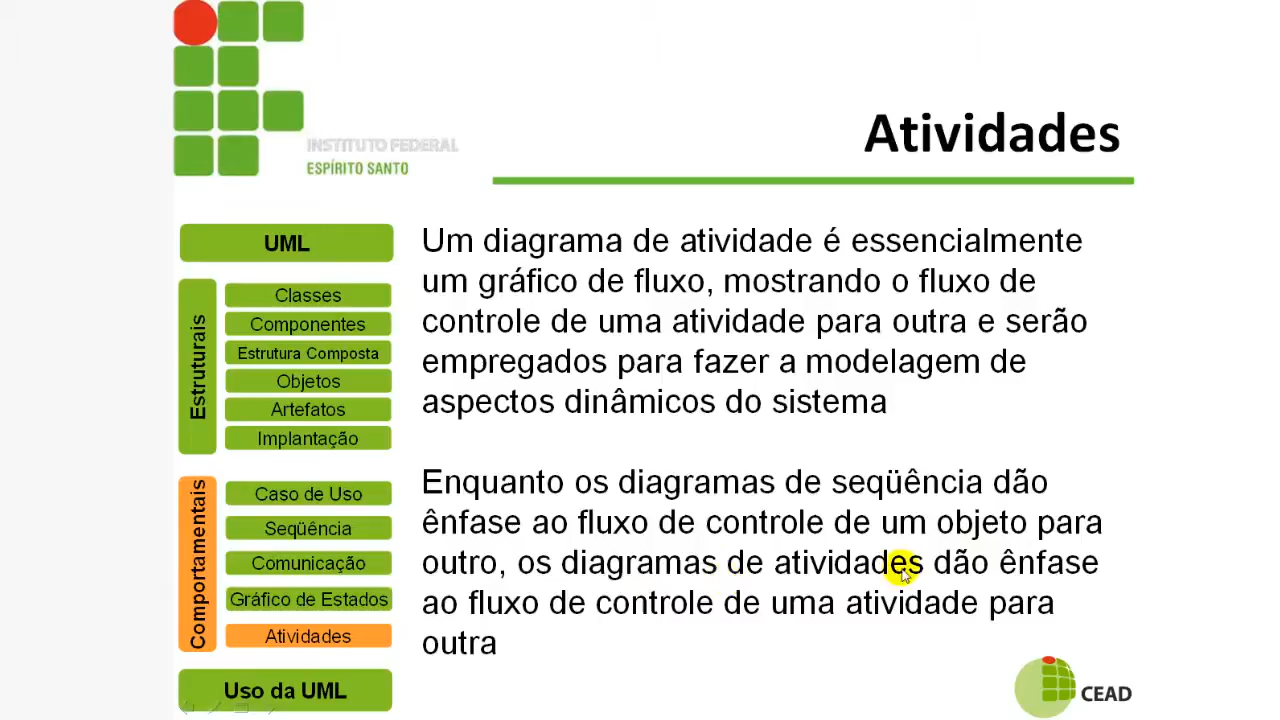 INSTITUTO FEDERAL
ESPÍRITO SANTO
Atividades
UML
Estruturais
Classes
Componentes
Estrutura Composta
Objetos
Artefatos
Implantação
Comportamentais
Caso de Uso
Seqüência
Comunicação
Gráfico de Estados
Atividades
Uso da UML
Um diagrama de atividade é essencialmente
um gráfico de fluxo, mostrando o fluxo de
controle de uma atividade para outra e serão
empregados para fazer a modelagem de
aspectos dinâmicos do sistema
Enquanto os diagramas de seqüência dão
ênfase ao fluxo de controle de um objeto para
outro, os diagramas de atividades dão ênfase
ao fluxo de controle de uma atividade para
outra
CEAD